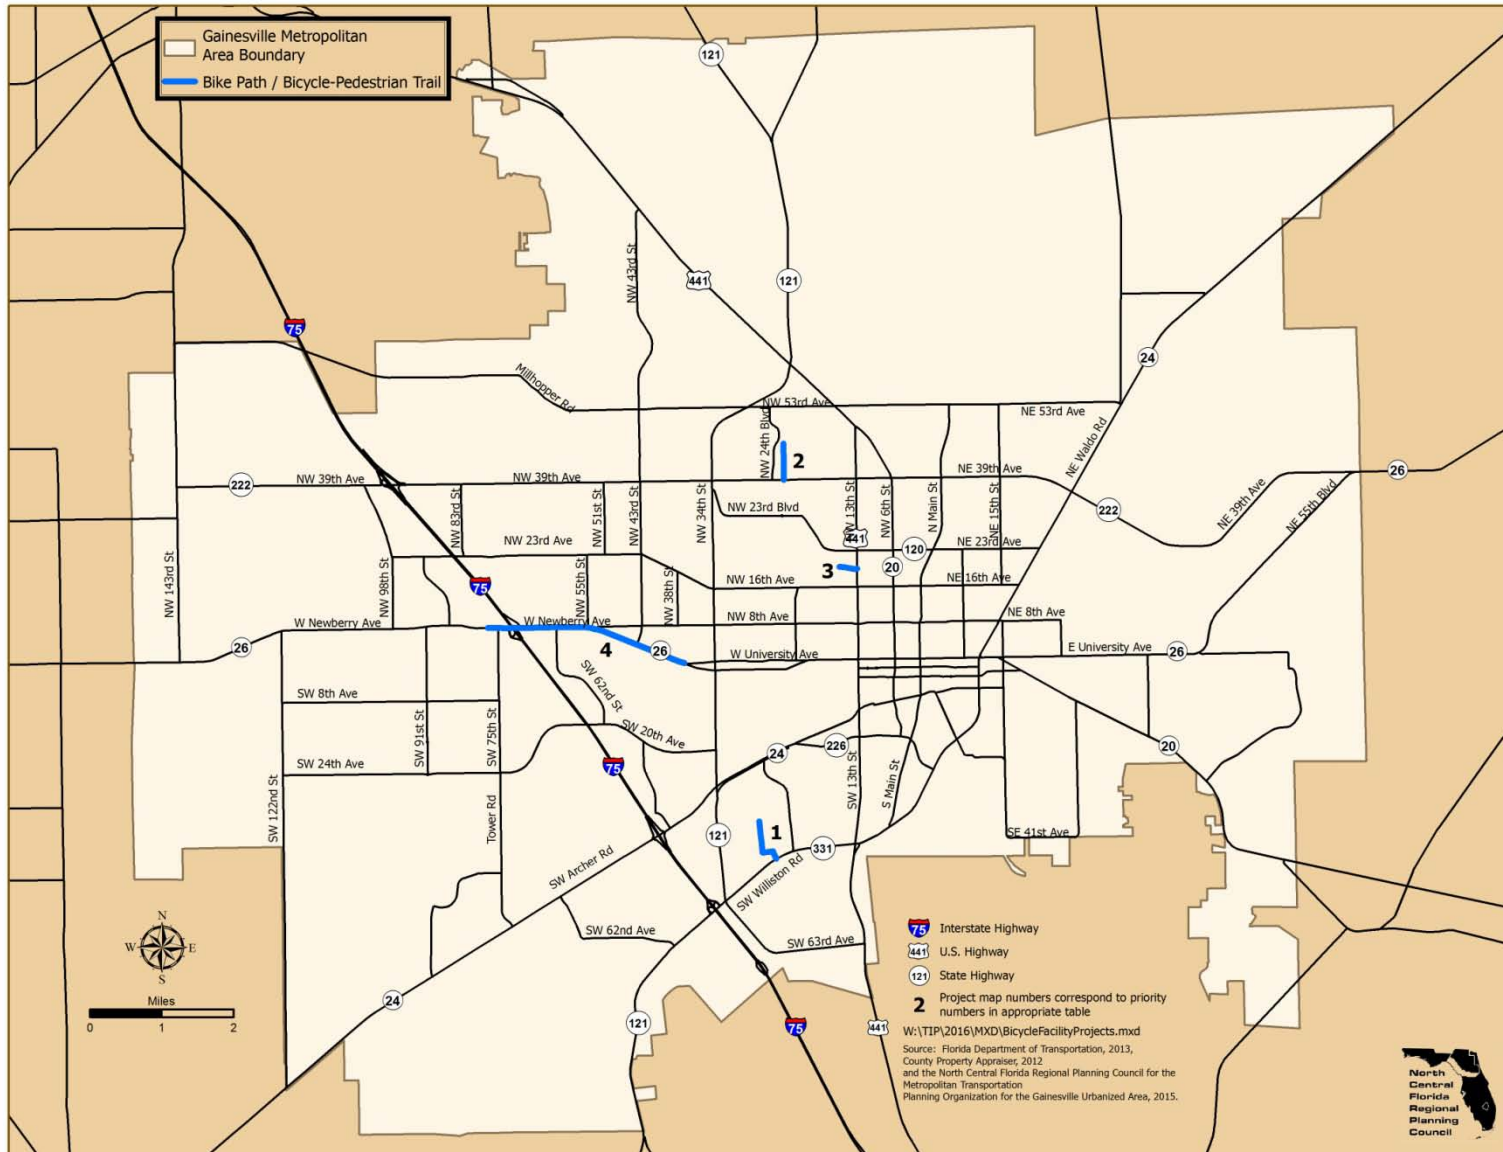 Gainesville Metropolitan
Area Boundary
Bike Path / Bicycle-Pedestrian Trail
121
441
121
NW 43rd St
75
24
Millhopper Rd
NW 53rd Ave
NE 53rd Ave
NW 24th Blvd
NE Waldo Rd
2
26
222
NW 39th Ave
NW 39th Ave
NE 39th Ave
222
NE 39th Ave
NE 55th Blvd
NW 83rd St
NW 51st St
NW 43rd St
NW 34th St
NW 23rd Blvd
NW 13th St
441
NW 6th St
N Main St
NE 15th St
NW 23rd Ave
120
NE 23rd Ave
20
3
NW 143rd St
NW 98th St
75
NW 55th St
NW 38th St
NW 16th Ave
NE 16th Ave
W Newberry Ave
W Newberry Ave
NW 8th Ave
NE 8th Ave
26
4
26
W University Ave
E University Ave
26
SW 62nd St
SW 8th Ave
SW 91st St
SW 75th St
SW 20th Ave
24
226
20
SW 24th Ave
75
SW 13th St
S Main St
SW 122nd St
Tower Rd
121
1
331
SE 41st Ave
SW Archer Rd
SW Williston Rd
SW 62nd Ave
SW 63rd Ave
N
W
E
S
24
121
75
441
Miles
0
1
2
75
Interstate Highway
441
U.S. Highway
121
State Highway
2
Project map numbers correspond to priority
numbers in appropriate table
W:\TIP\2016\MXD\BicycleFacilityProjects.mxd
Source: Florida Department of Transportation, 2013,
County Property Appraiser, 2012
and the North Central Florida Regional Planning Council for the
Metropolitan Transportation
Planning Organization for the Gainesville Urbanized Area, 2015.
North
Central
Florida
Regional
Planning
Council